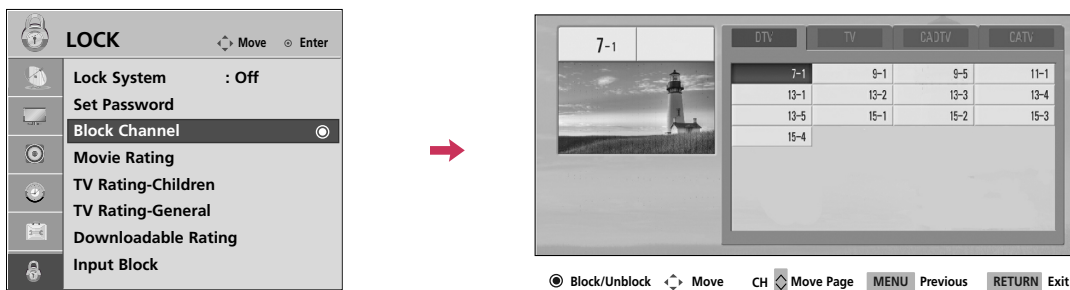 LOCK
Move Enter
Lock System : Off
Set Password
Block Channel
Movie Rating
TV Rating-Children
TV Rating-General
Downloadable Rating
Input Block
7-1
DTV TV CADTV CATV
7-1 9-1 9-5 11-1
13-1 13-2 13-3 13-4
13-5 15-1 15-2 15-3
15-4
Block/Unblock Move CH Move Page MENU Previous RETURN Exit